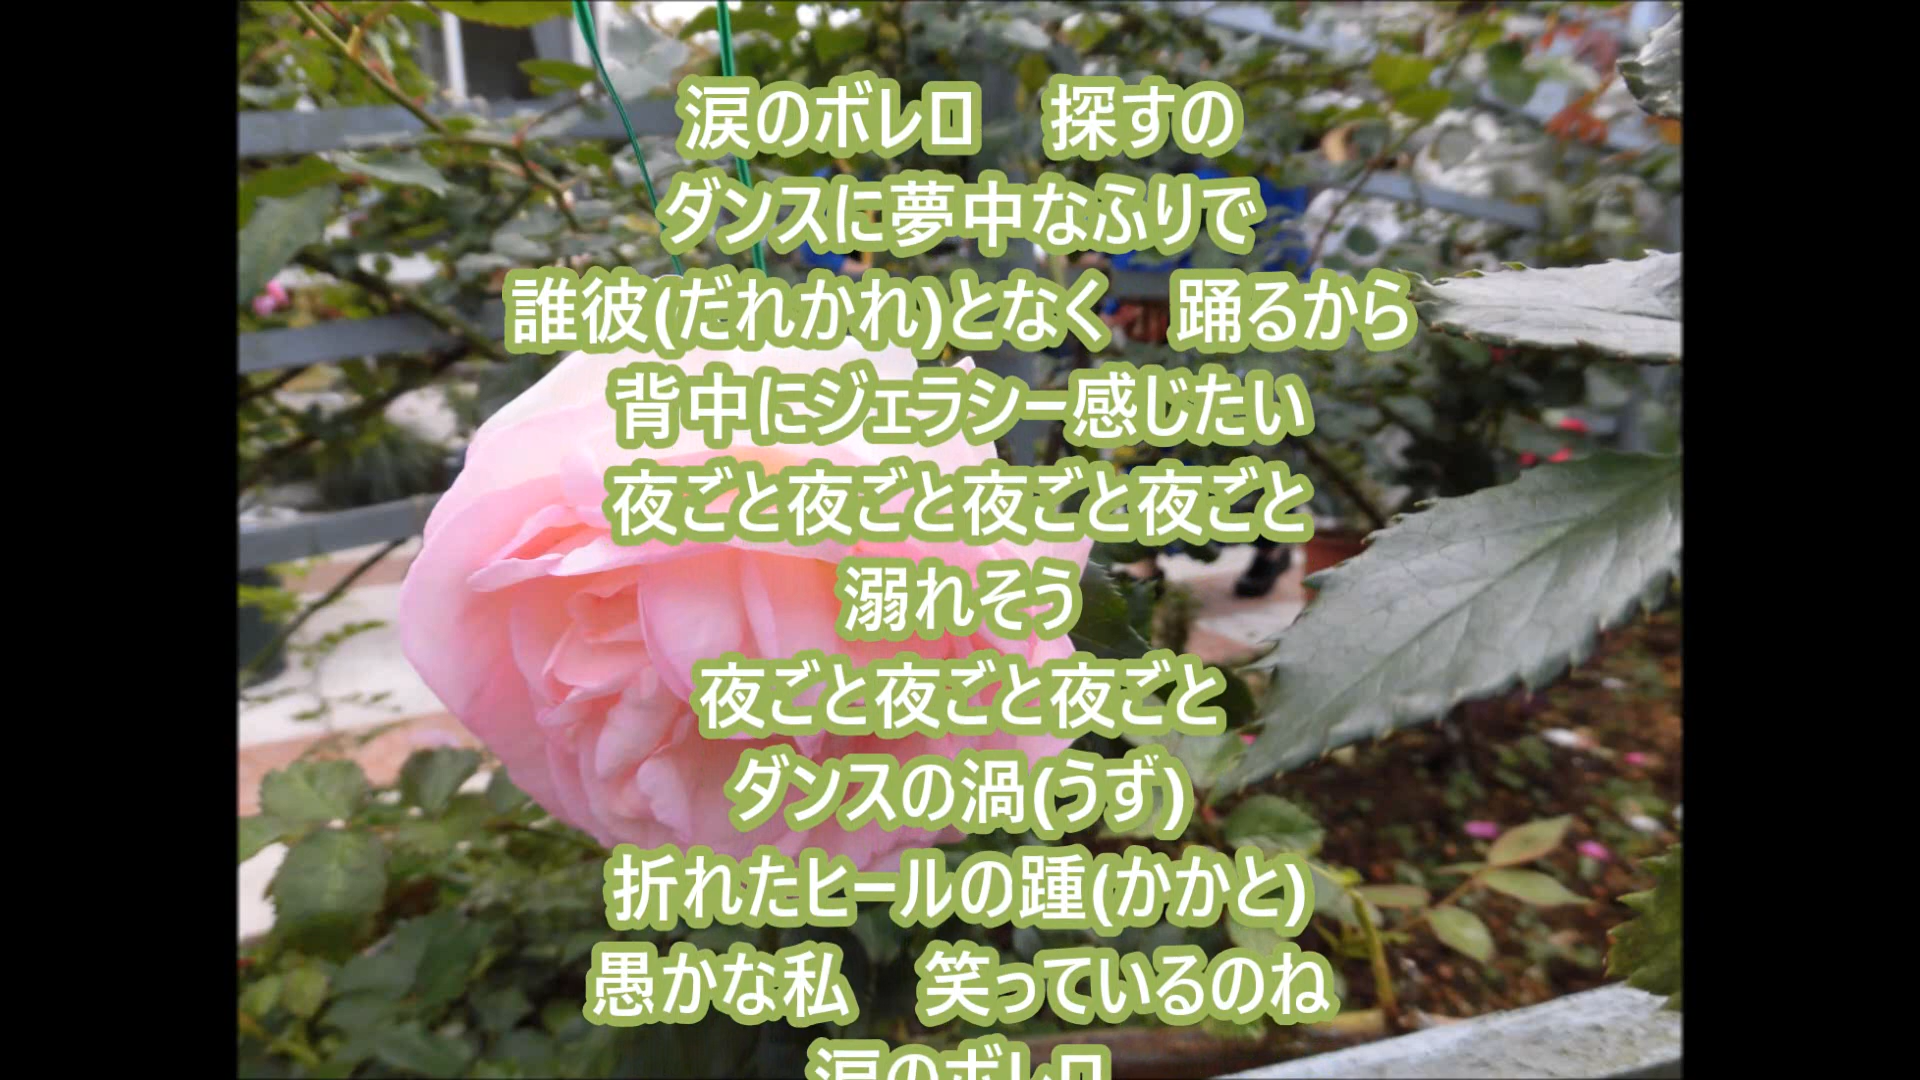 涙のボレロ　探すの
ダンスに夢中なふりで
誰彼(だれかれ)となく　踊るから
背中にジェラシー感じたい
夜ごと夜ごと夜ごと夜ごと
溺れそう
夜ごと夜ごと夜ごと
ダンスの渦(うず)
折れたヒールの踵(かかと)
愚かな私　笑っているのね
涙のボレロ